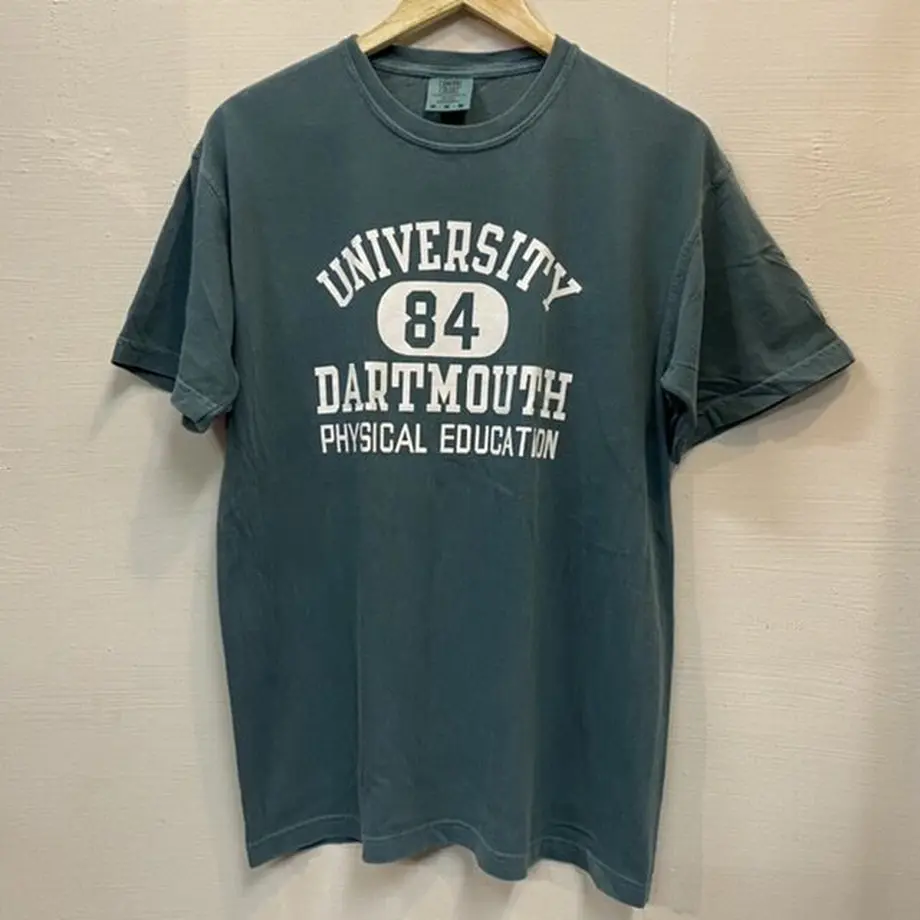 UNIVERSITY
84
DARTMOUTH
PHYSICAL EDUCATION